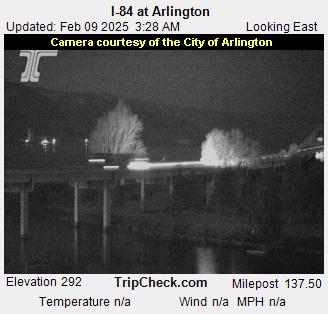 I-84 at Arlington
Updated: Feb 09 2025 3:28 AM Looking East
Camera courtesy of the City of Arlington
Elevation 292 TripCheck.com Milepost 137.50
Temperature n/a Wind n/a MPH n/a